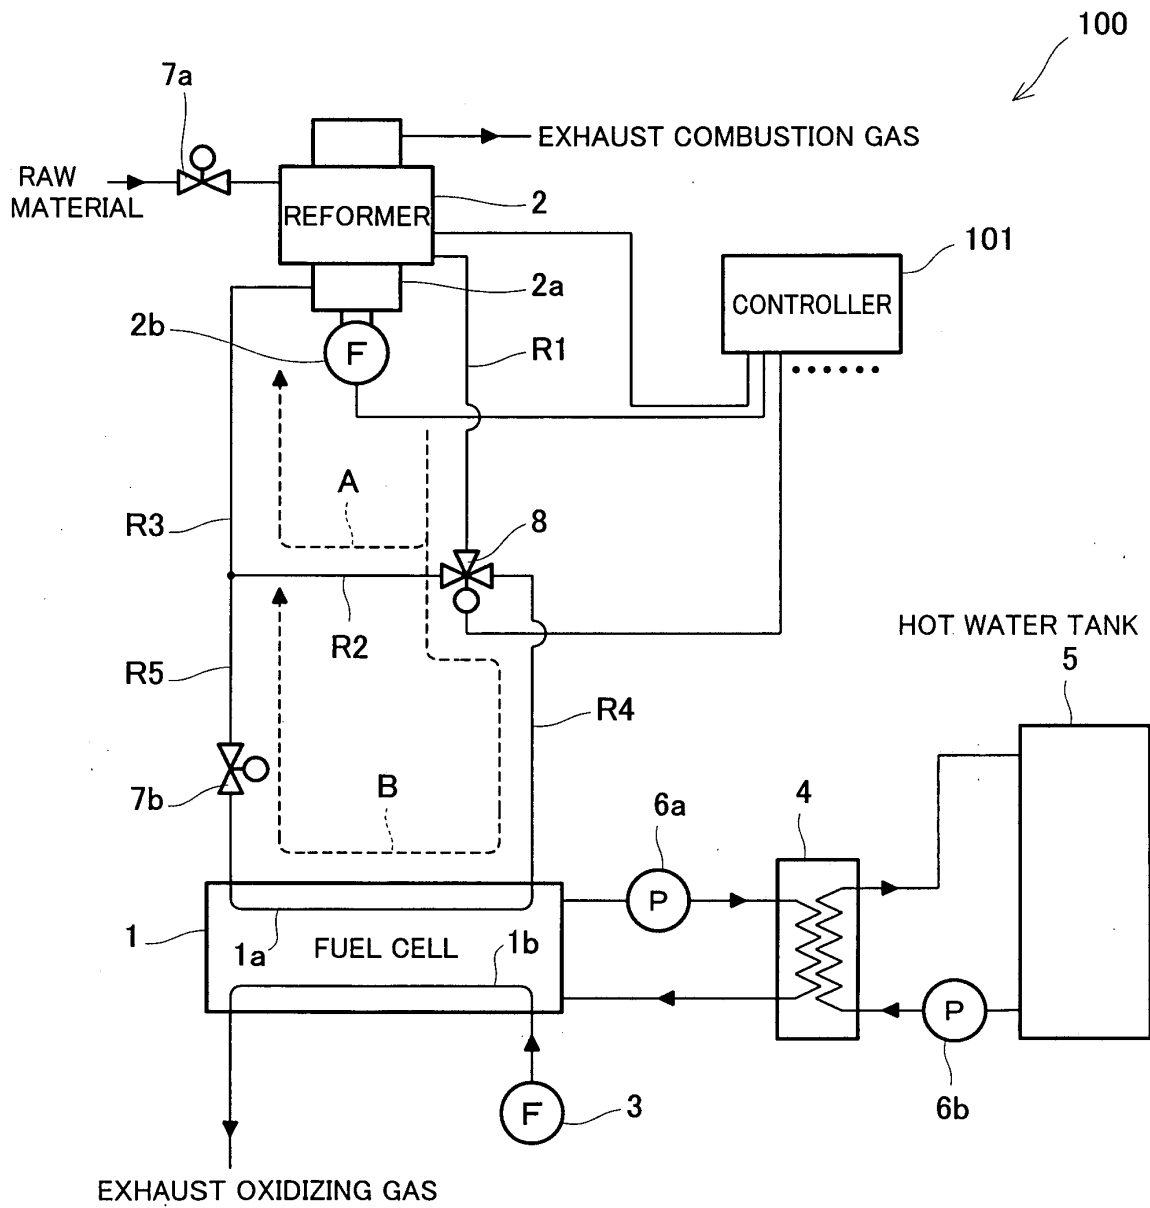 100
7a
EXHAUST COMBUSTION GAS
RAW
MATERIAL
REFORMER
2
101
2a
CONTROLLER
2b
F
R1
A
R3
8
R2
HOT WATER TANK
5
R5
R4
7b
B
6a
4
P
1
1a
FUEL CELL
1b
P
F
3
6b
EXHAUST OXIDIZING GAS